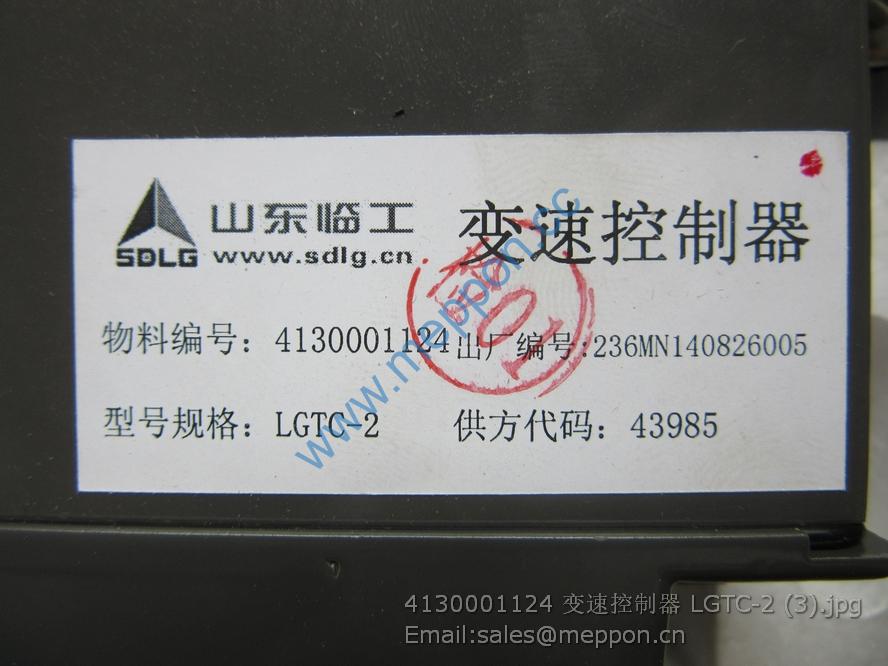 山东临工
SDLG
www.sdlg.cn
变速控制器
物料编号：4130001124
出厂编号:236MN140826005
型号规格：LGTC-2
供方代码：43985
01
www.meppon.cc
4130001124 变速控制器 LGTC-2 (3).jpg
Email:sales@meppon.cn